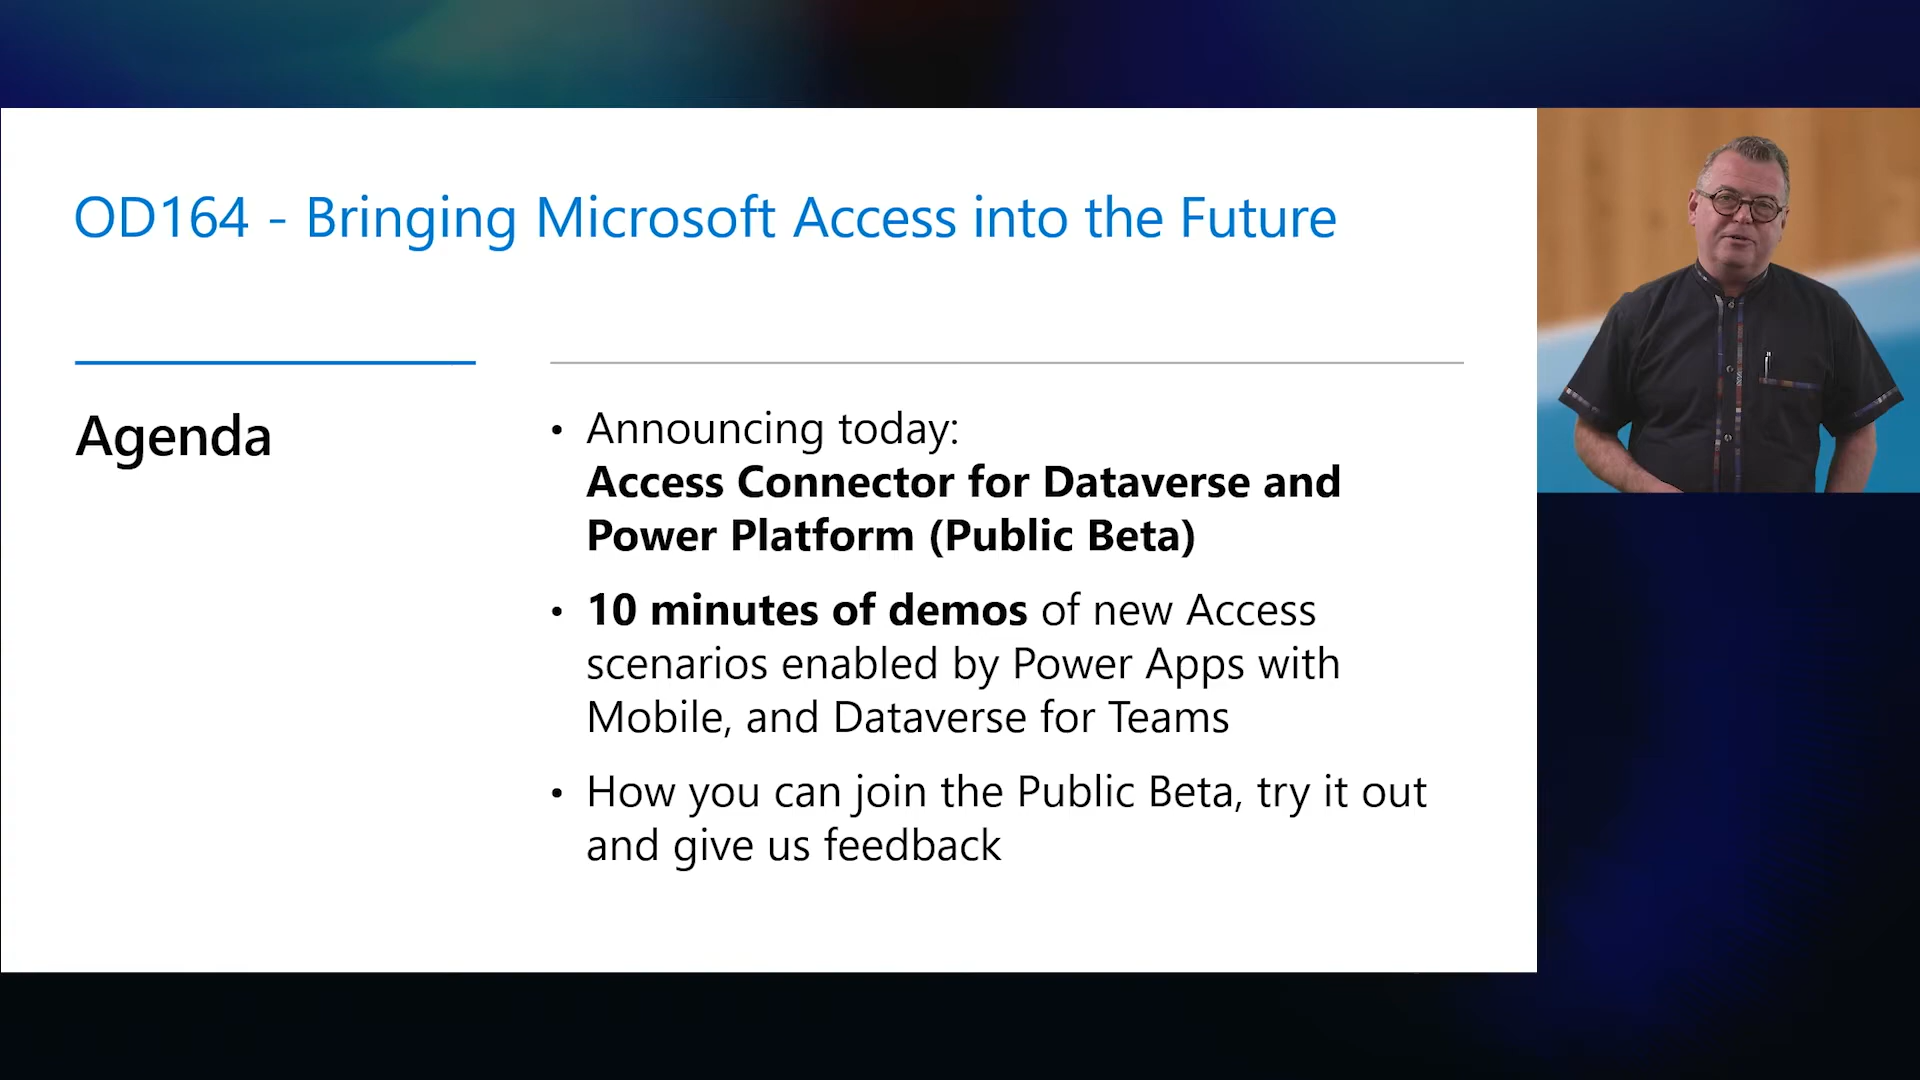 OD164 - Bringing Microsoft Access into the Future
Agenda
• Announcing today:
Access Connector for Dataverse and
Power Platform (Public Beta)
• 10 minutes of demos of new Access
scenarios enabled by Power Apps with
Mobile, and Dataverse for Teams
• How you can join the Public Beta, try it out
and give us feedback